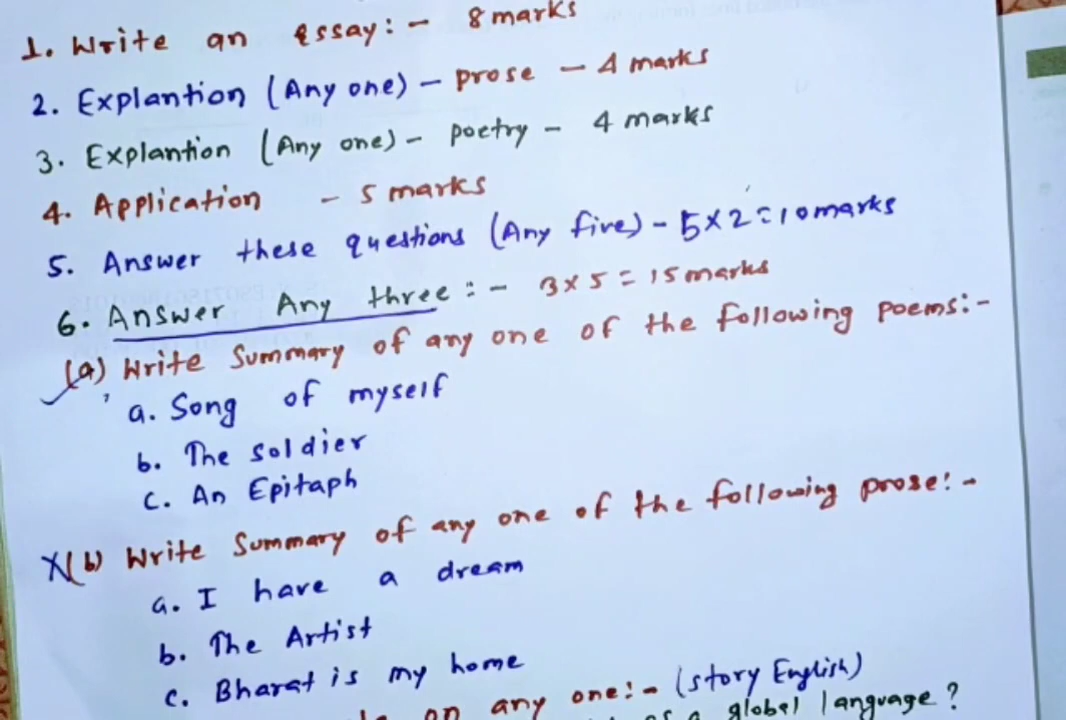 1. Write an essay: - 8 marks
2. Explantion (Any one) - prose - 4 marks
3. Explantion (Any one) - poetry - 4 marks
4. Application - 5 marks
5. Answer these questions (Any five) - 5×2=10marks
6. Answer Any three: - 3×5=15marks
(a) Write Summary of any one of the following poems: -
a. Song of myself
b. The soldier
c. An Epitaph
X(b) Write Summary of any one of the following prose: -
a. I have a dream
b. The Artist
c. Bharat is my home
on any one: - (story English)
as a global language?